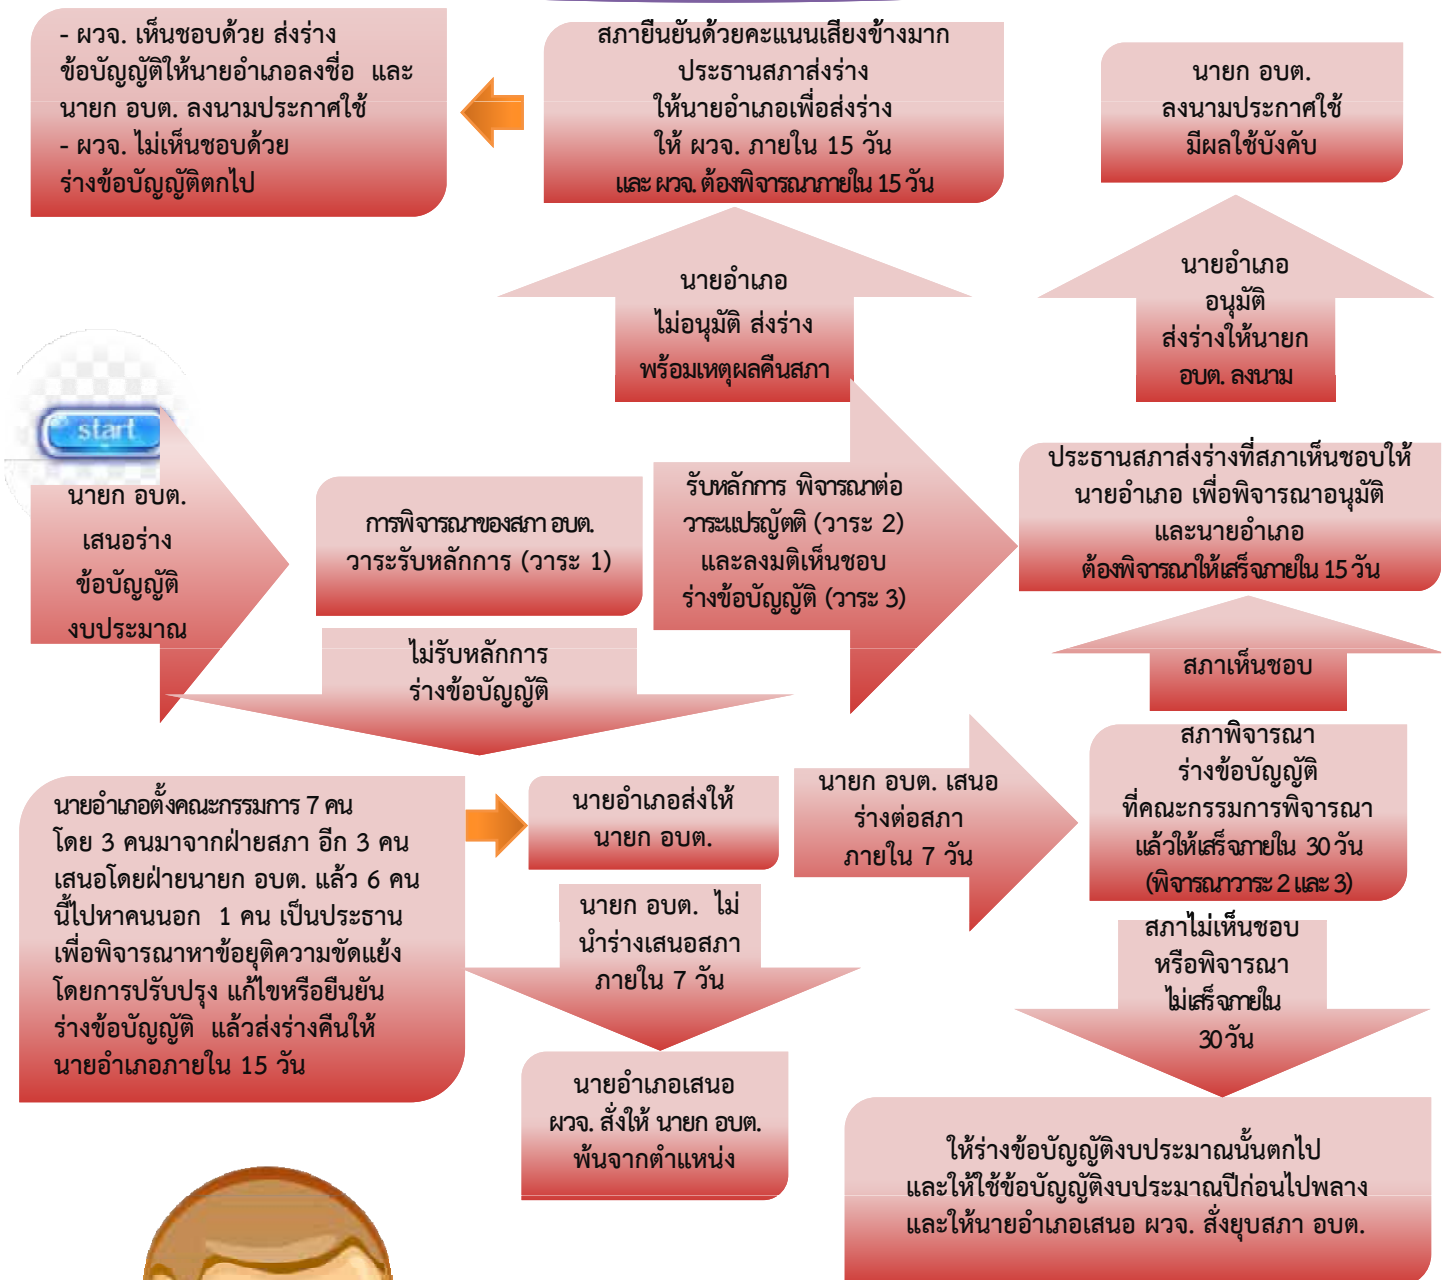 - ผวจ. เห็นชอบด้วย ส่งร่าง
ข้อบัญญัติให้นายอำเภอลงชื่อ และ
นายก อบต. ลงนามประกาศใช้
- ผวจ. ไม่เห็นชอบด้วย
ร่างข้อบัญญัติตกไป
สภายืนยันด้วยคะแนนเสียงข้างมาก
ประธานสภาส่งร่าง
ให้นายอำเภอเพื่อส่งร่าง
ให้ ผวจ. ภายใน 15 วัน
และ ผวจ. ต้องพิจารณาภายใน 15 วัน
นายก อบต.
ลงนามประกาศใช้
มีผลใช้บังคับ
นายอำเภอ
ไม่อนุมัติ ส่งร่าง
พร้อมเหตุผลคืนสภา
นายอำเภอ
อนุมัติ
ส่งร่างให้นายก
อบต. ลงนาม
start
นายก อบต.
เสนอร่าง
ข้อบัญญัติ
งบประมาณ
การพิจารณาของสภา อบต.
วาระรับหลักการ (วาระ 1)
รับหลักการ พิจารณาต่อ
วาระแปรญัตติ (วาระ 2)
และลงมติเห็นชอบ
ร่างข้อบัญญัติ (วาระ 3)
ประธานสภาส่งร่างที่สภาเห็นชอบให้
นายอำเภอ เพื่อพิจารณาอนุมัติ
และนายอำเภอ
ต้องพิจารณาให้เสร็จภายใน 15 วัน
ไม่รับหลักการ
ร่างข้อบัญญัติ
สภาเห็นชอบ
นายอำเภอตั้งคณะกรรมการ 7 คน
โดย 3 คนมาจากฝ่ายสภา อีก 3 คน
เสนอโดยฝ่ายนายก อบต. แล้ว 6 คน
นี้ไปหาคนนอก 1 คน เป็นประธาน
เพื่อพิจารณาหาข้อยุติความขัดแย้ง
โดยการปรับปรุง แก้ไขหรือยืนยัน
ร่างข้อบัญญัติ แล้วส่งร่างคืนให้
นายอำเภอภายใน 15 วัน
นายอำเภอส่งให้
นายก อบต.
นายก อบต. เสนอ
ร่างต่อสภา
ภายใน 7 วัน
สภาพิจารณา
ร่างข้อบัญญัติ
ที่คณะกรรมการพิจารณา
แล้วให้เสร็จภายใน 30 วัน
(พิจารณาวาระ 2 และ 3)
นายก อบต. ไม่
นำร่างเสนอสภา
ภายใน 7 วัน
สภาไม่เห็นชอบ
หรือพิจารณา
ไม่เสร็จภายใน
30 วัน
นายอำเภอเสนอ
ผวจ. สั่งให้ นายก อบต.
พ้นจากตำแหน่ง
ให้ร่างข้อบัญญัติงบประมาณนั้นตกไป
และให้ใช้ข้อบัญญัติงบประมาณปีก่อนไปพลาง
และให้นายอำเภอเสนอ ผวจ. สั่งยุบสภา อบต.